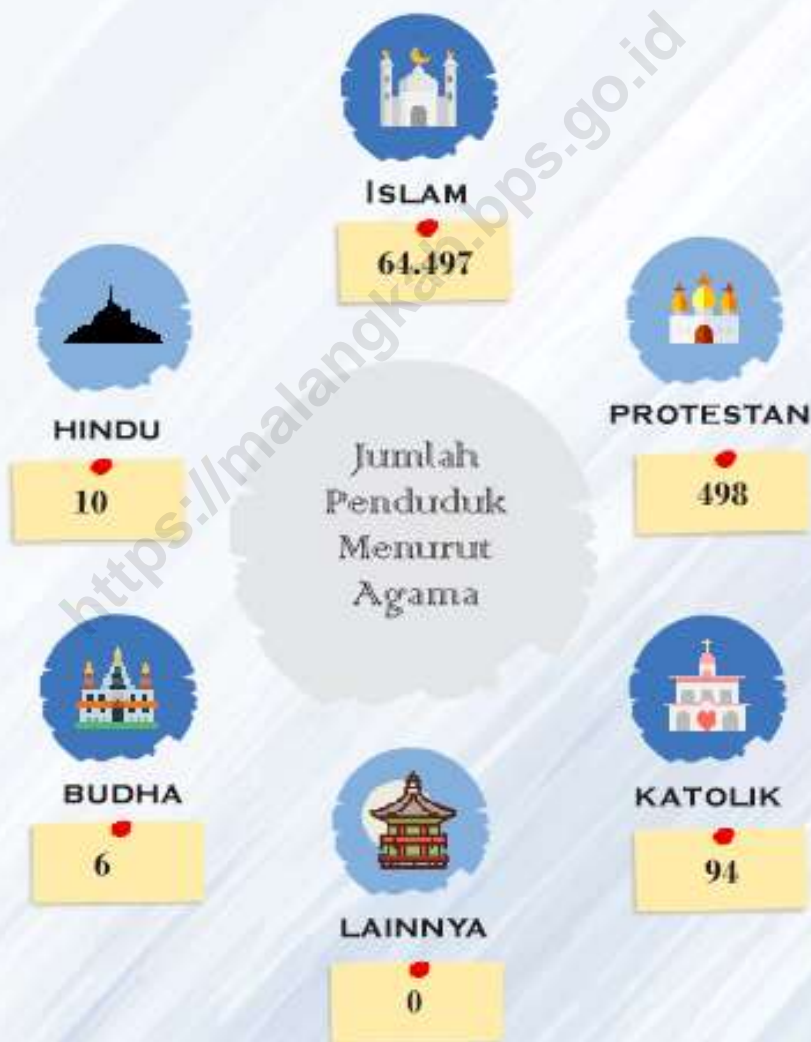 ISLAM
64.497
HINDU
10
PROTESTAN
498
Jumlah
Penduduk
Menurut
Agama
BUDHA
6
KATOLIK
94
LAINNYA
0
https://malangkab.bps.go.id